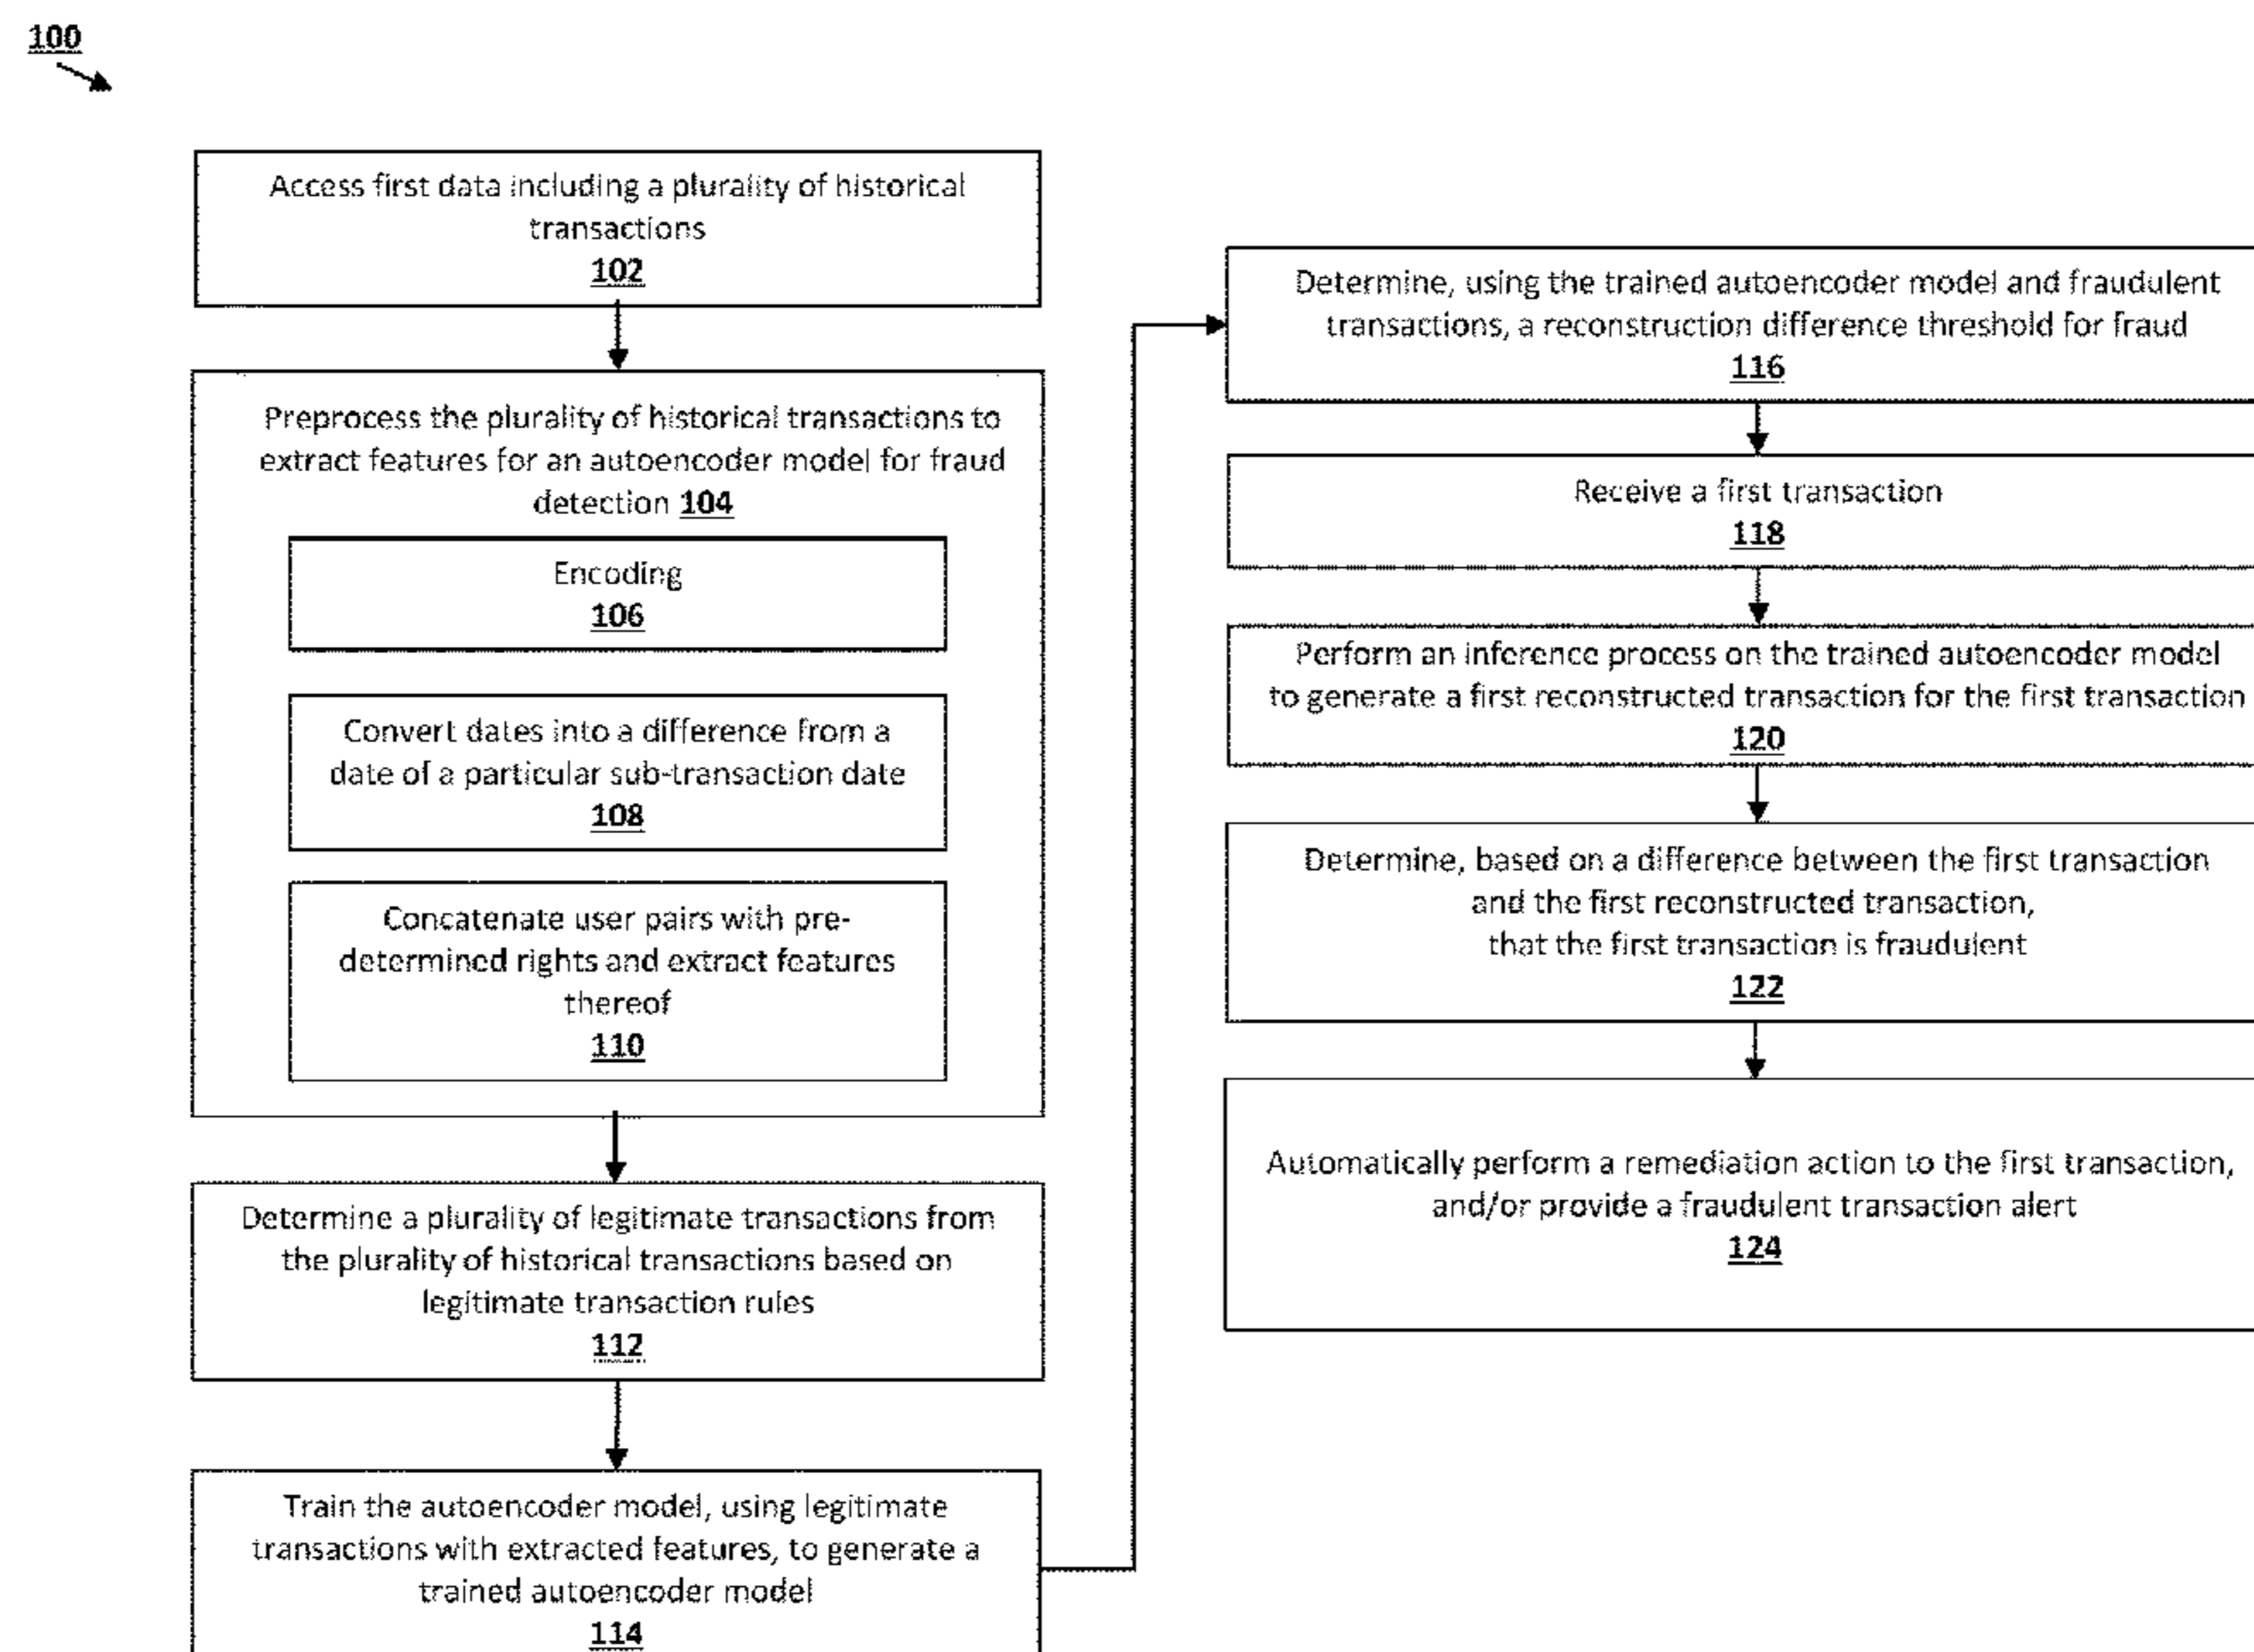 100
Access first data including a plurality of historical
transactions
102
Preprocess the plurality of historical transactions to
extract features for an autoencoder model for fraud
detection 104
Encoding
106
Convert dates into a difference from a
date of a particular sub-transaction date
108
Concatenate user pairs with pre-
determined rights and extract features
thereof
110
Determine a plurality of legitimate transactions from
the plurality of historical transactions based on
legitimate transaction rules
112
Train the autoencoder model, using legitimate
transactions with extracted features, to generate a
trained autoencoder model
114
Determine, using the trained autoencoder model and fraudulent
transactions, a reconstruction difference threshold for fraud
116
Receive a first transaction
118
Perform an inference process on the trained autoencoder model
to generate a first reconstructed transaction for the first transaction
120
Determine, based on a difference between the first transaction
and the first reconstructed transaction,
that the first transaction is fraudulent
122
Automatically perform a remediation action to the first transaction,
and/or provide a fraudulent transaction alert
124